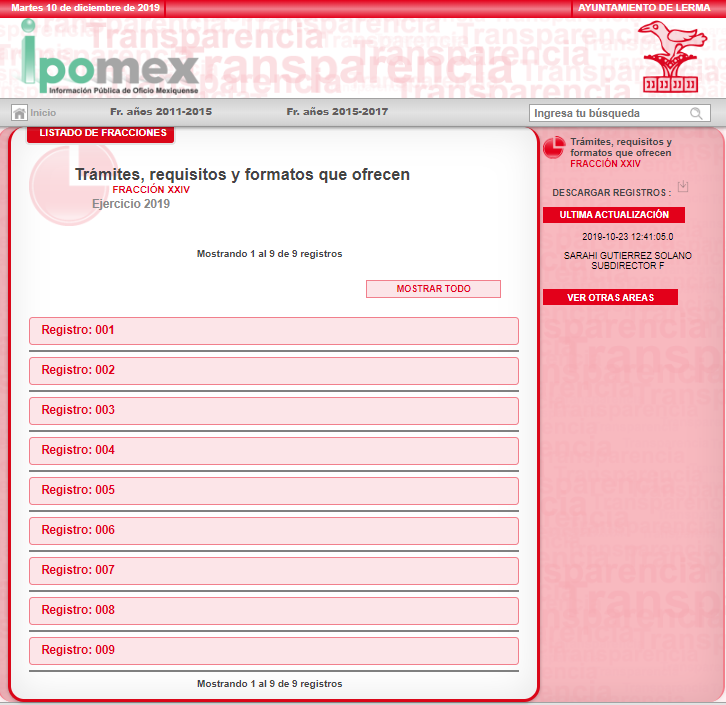 Martes 10 de diciembre de 2019
AYUNTAMIENTO DE LERMA
Transparencia
Transparencia
Transparencia
ipomex
Información Pública de Oficio Mexiquense
Inicio
Fr. años 2011-2015
Fr. años 2015-2017
Ingresa tu búsqueda
LISTADO DE FRACCIONES
Trámites, requisitos y formatos que ofrecen
FRACCIÓN XXIV
Ejercicio 2019
Mostrando 1 al 9 de 9 registros
MOSTRAR TODO
Registro: 001
Registro: 002
Registro: 003
Registro: 004
Registro: 005
Registro: 006
Registro: 007
Registro: 008
Registro: 009
Mostrando 1 al 9 de 9 registros
Trámites, requisitos y
formatos que ofrecen
FRACCIÓN XXIV
DESCARGAR REGISTROS :
ULTIMA ACTUALIZACIÓN
2019-10-23 12:41:05.0
SARAHI GUTIERREZ SOLANO
SUBDIRECTOR F
VER OTRAS AREAS